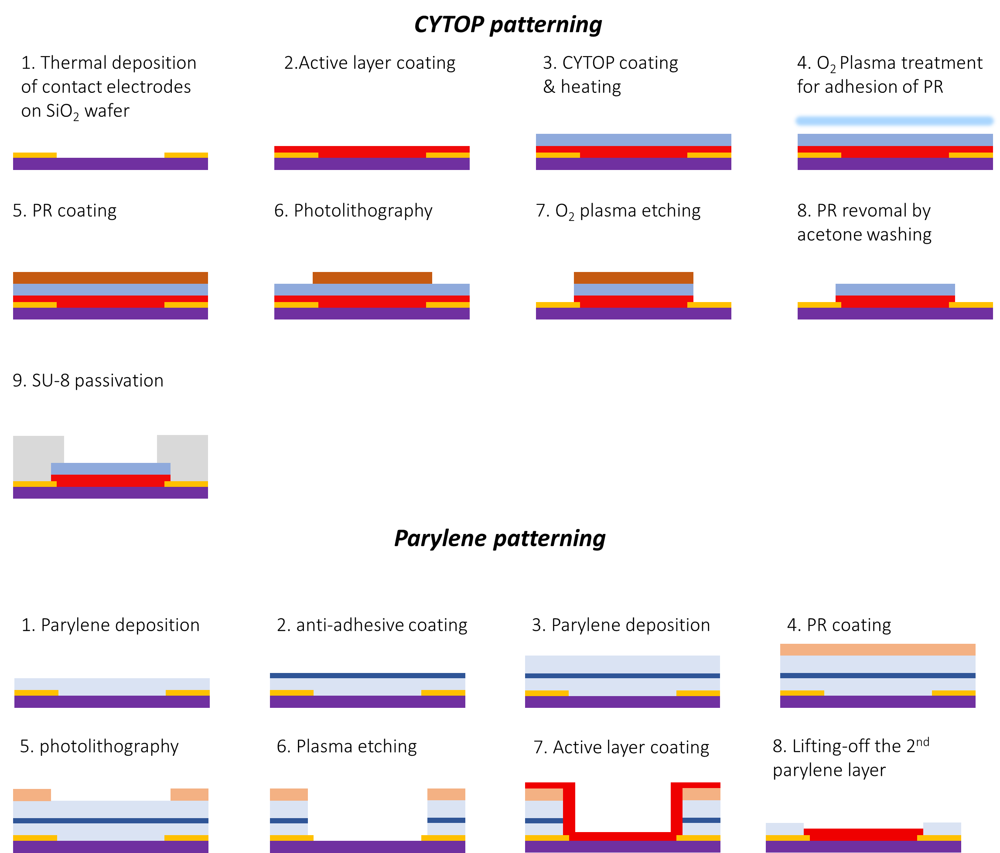 CYTOP patterning
1. Thermal deposition
of contact electrodes
on SiO2 wafer
2.Active layer coating
3. CYTOP coating
& heating
4. O2 Plasma treatment
for adhesion of PR
5. PR coating
6. Photolithography
7. O2 plasma etching
8. PR revomal by
acetone washing
9. SU-8 passivation
Parylene patterning
1. Parylene deposition
2. anti-adhesive coating
3. Parylene deposition
4. PR coating
5. photolithography
6. Plasma etching
7. Active layer coating
8. Lifting-off the 2nd
parylene layer